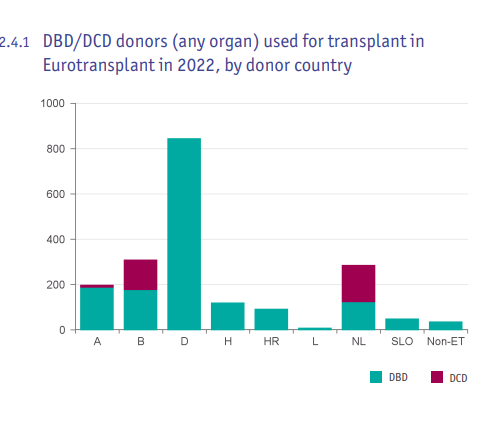 2.4.1 DBD/DCD donors (any organ) used for transplant in
Eurotransplant in 2022, by donor country
1000
800
600
400
200
0
A B D H HR L NL SLO Non-ET
DBD DCD